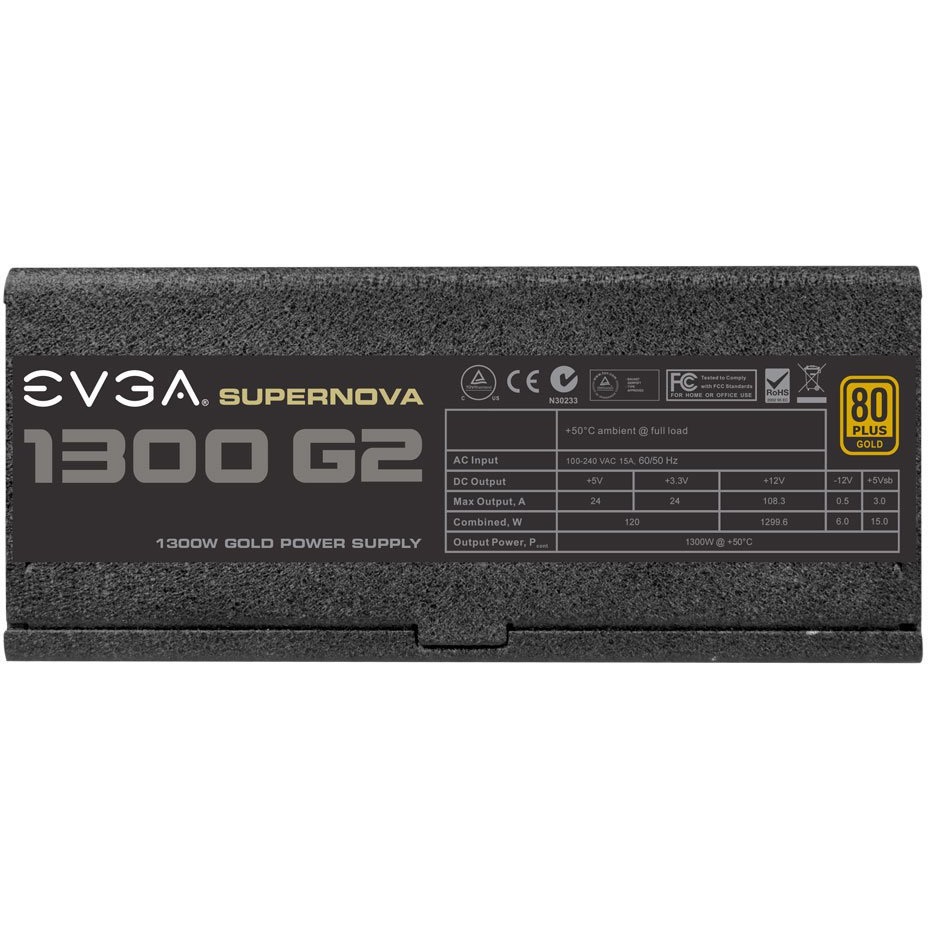 EVGA® SUPERNOVA
1300 G2
1300W GOLD POWER SUPPLY
C US
CE
N30233
FC Tested to Comply
with FCC Standards
FOR HOME OR OFFICE USE
RoHS
80
PLUS
GOLD
+50°C ambient @ full load
AC Input 100-240 VAC 15A, 60/50 Hz
DC Output +5V +3.3V +12V -12V +5Vsb
Max Output, A 24 24 108.3 0.5 3.0
Combined, W 120 1299.6 6.0 15.0
Output Power, Pcont 1300W @ +50°C